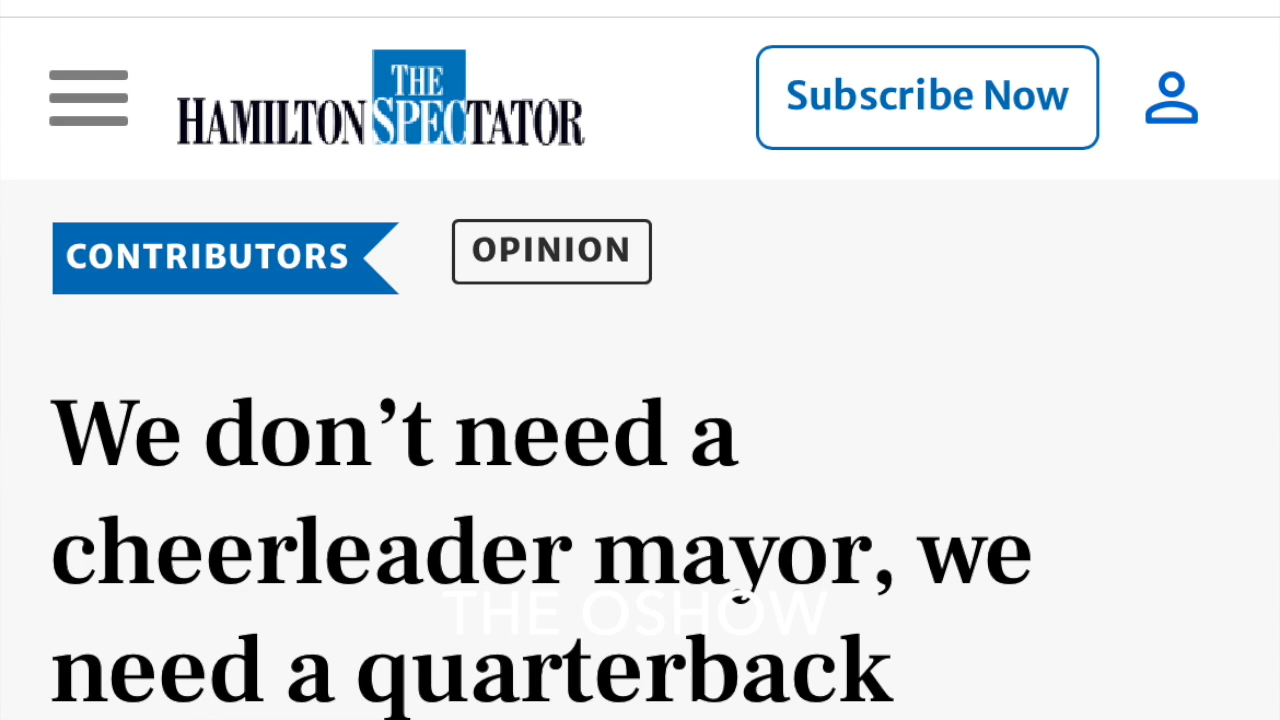 THE
HAMILTON SPECTATOR
Subscribe Now
CONTRIBUTORS
OPINION
We don’t need a
cheerleader mayor, we
THE OSHOW
need a quarterback